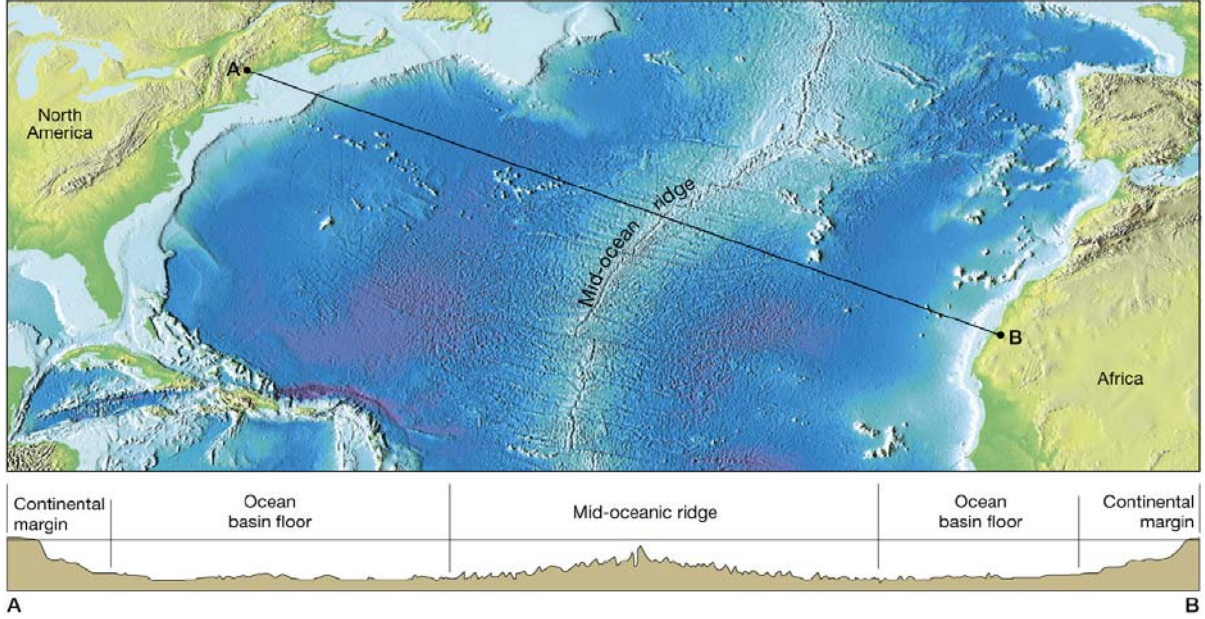 A
North
America
Mid-ocean ridge
B
Africa
Continental
margin
Ocean
basin floor
Mid-oceanic ridge
Ocean
basin floor
Continental
margin
A
B